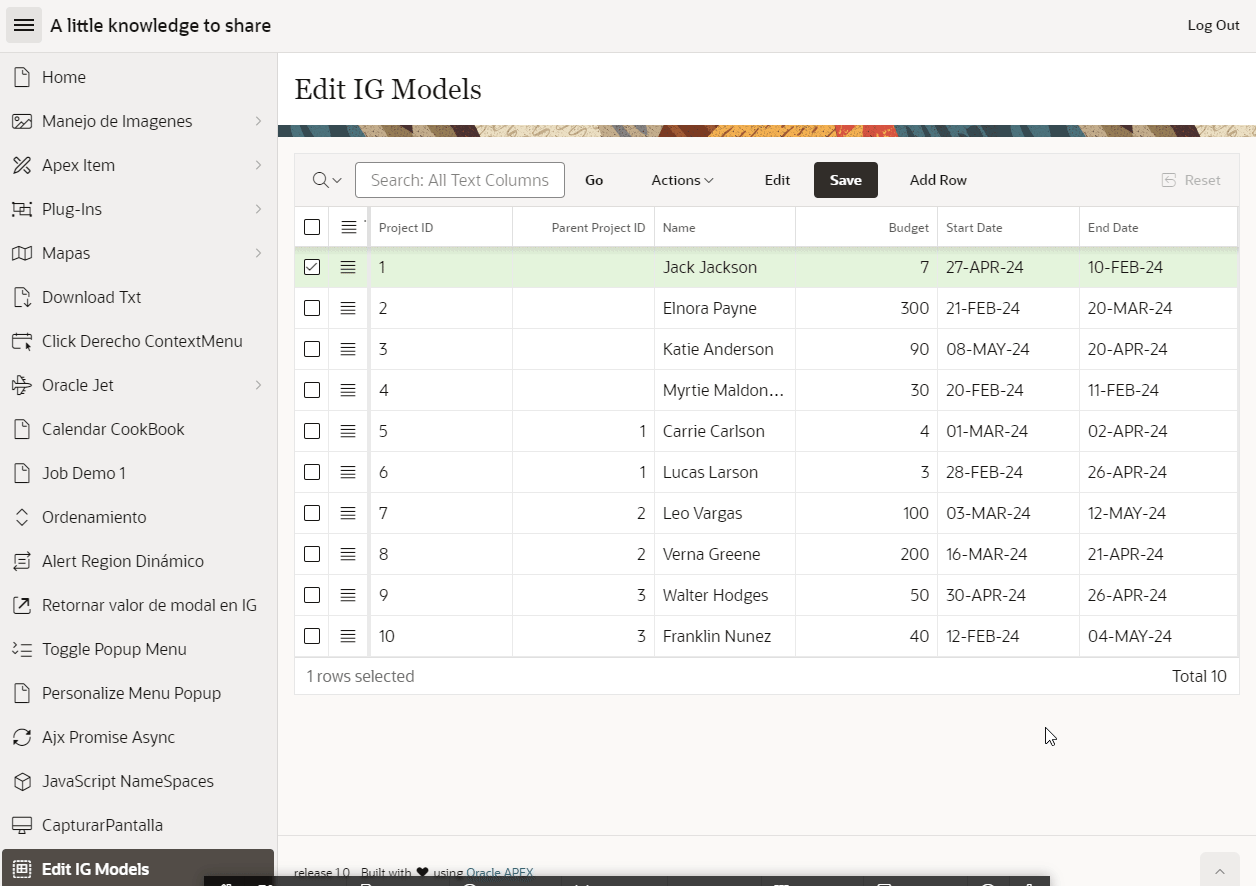 A little knowledge to share
Log Out
Home
Manejo de Imagenes
Apex Item
Plug-Ins
Mapas
Download Txt
Click Derecho ContextMenu
Oracle Jet
Calendar CookBook
Job Demo 1
Ordenamiento
Alert Region Dinámico
Retornar valor de modal en IG
Toggle Popup Menu
Personalize Menu Popup
Ajx Promise Async
JavaScript NameSpaces
CapturarPantalla
Edit IG Models
Edit IG Models
Search: All Text Columns Go Actions Edit Save Add Row Reset
Project ID Parent Project ID Name Budget Start Date End Date
1 Jack Jackson 7 27-APR-24 10-FEB-24
2 Elnora Payne 300 21-FEB-24 20-MAR-24
3 Katie Anderson 90 08-MAY-24 20-APR-24
4 Myrtie Maldon... 30 20-FEB-24 11-FEB-24
5 1 Carrie Carlson 4 01-MAR-24 02-APR-24
6 1 Lucas Larson 3 28-FEB-24 26-APR-24
7 2 Leo Vargas 100 03-MAR-24 12-MAY-24
8 2 Verna Greene 200 16-MAR-24 21-APR-24
9 3 Walter Hodges 50 30-APR-24 26-APR-24
10 3 Franklin Nunez 40 12-FEB-24 04-MAY-24
1 rows selected Total 10
release 1.0 Built with ♥ using Oracle APEX